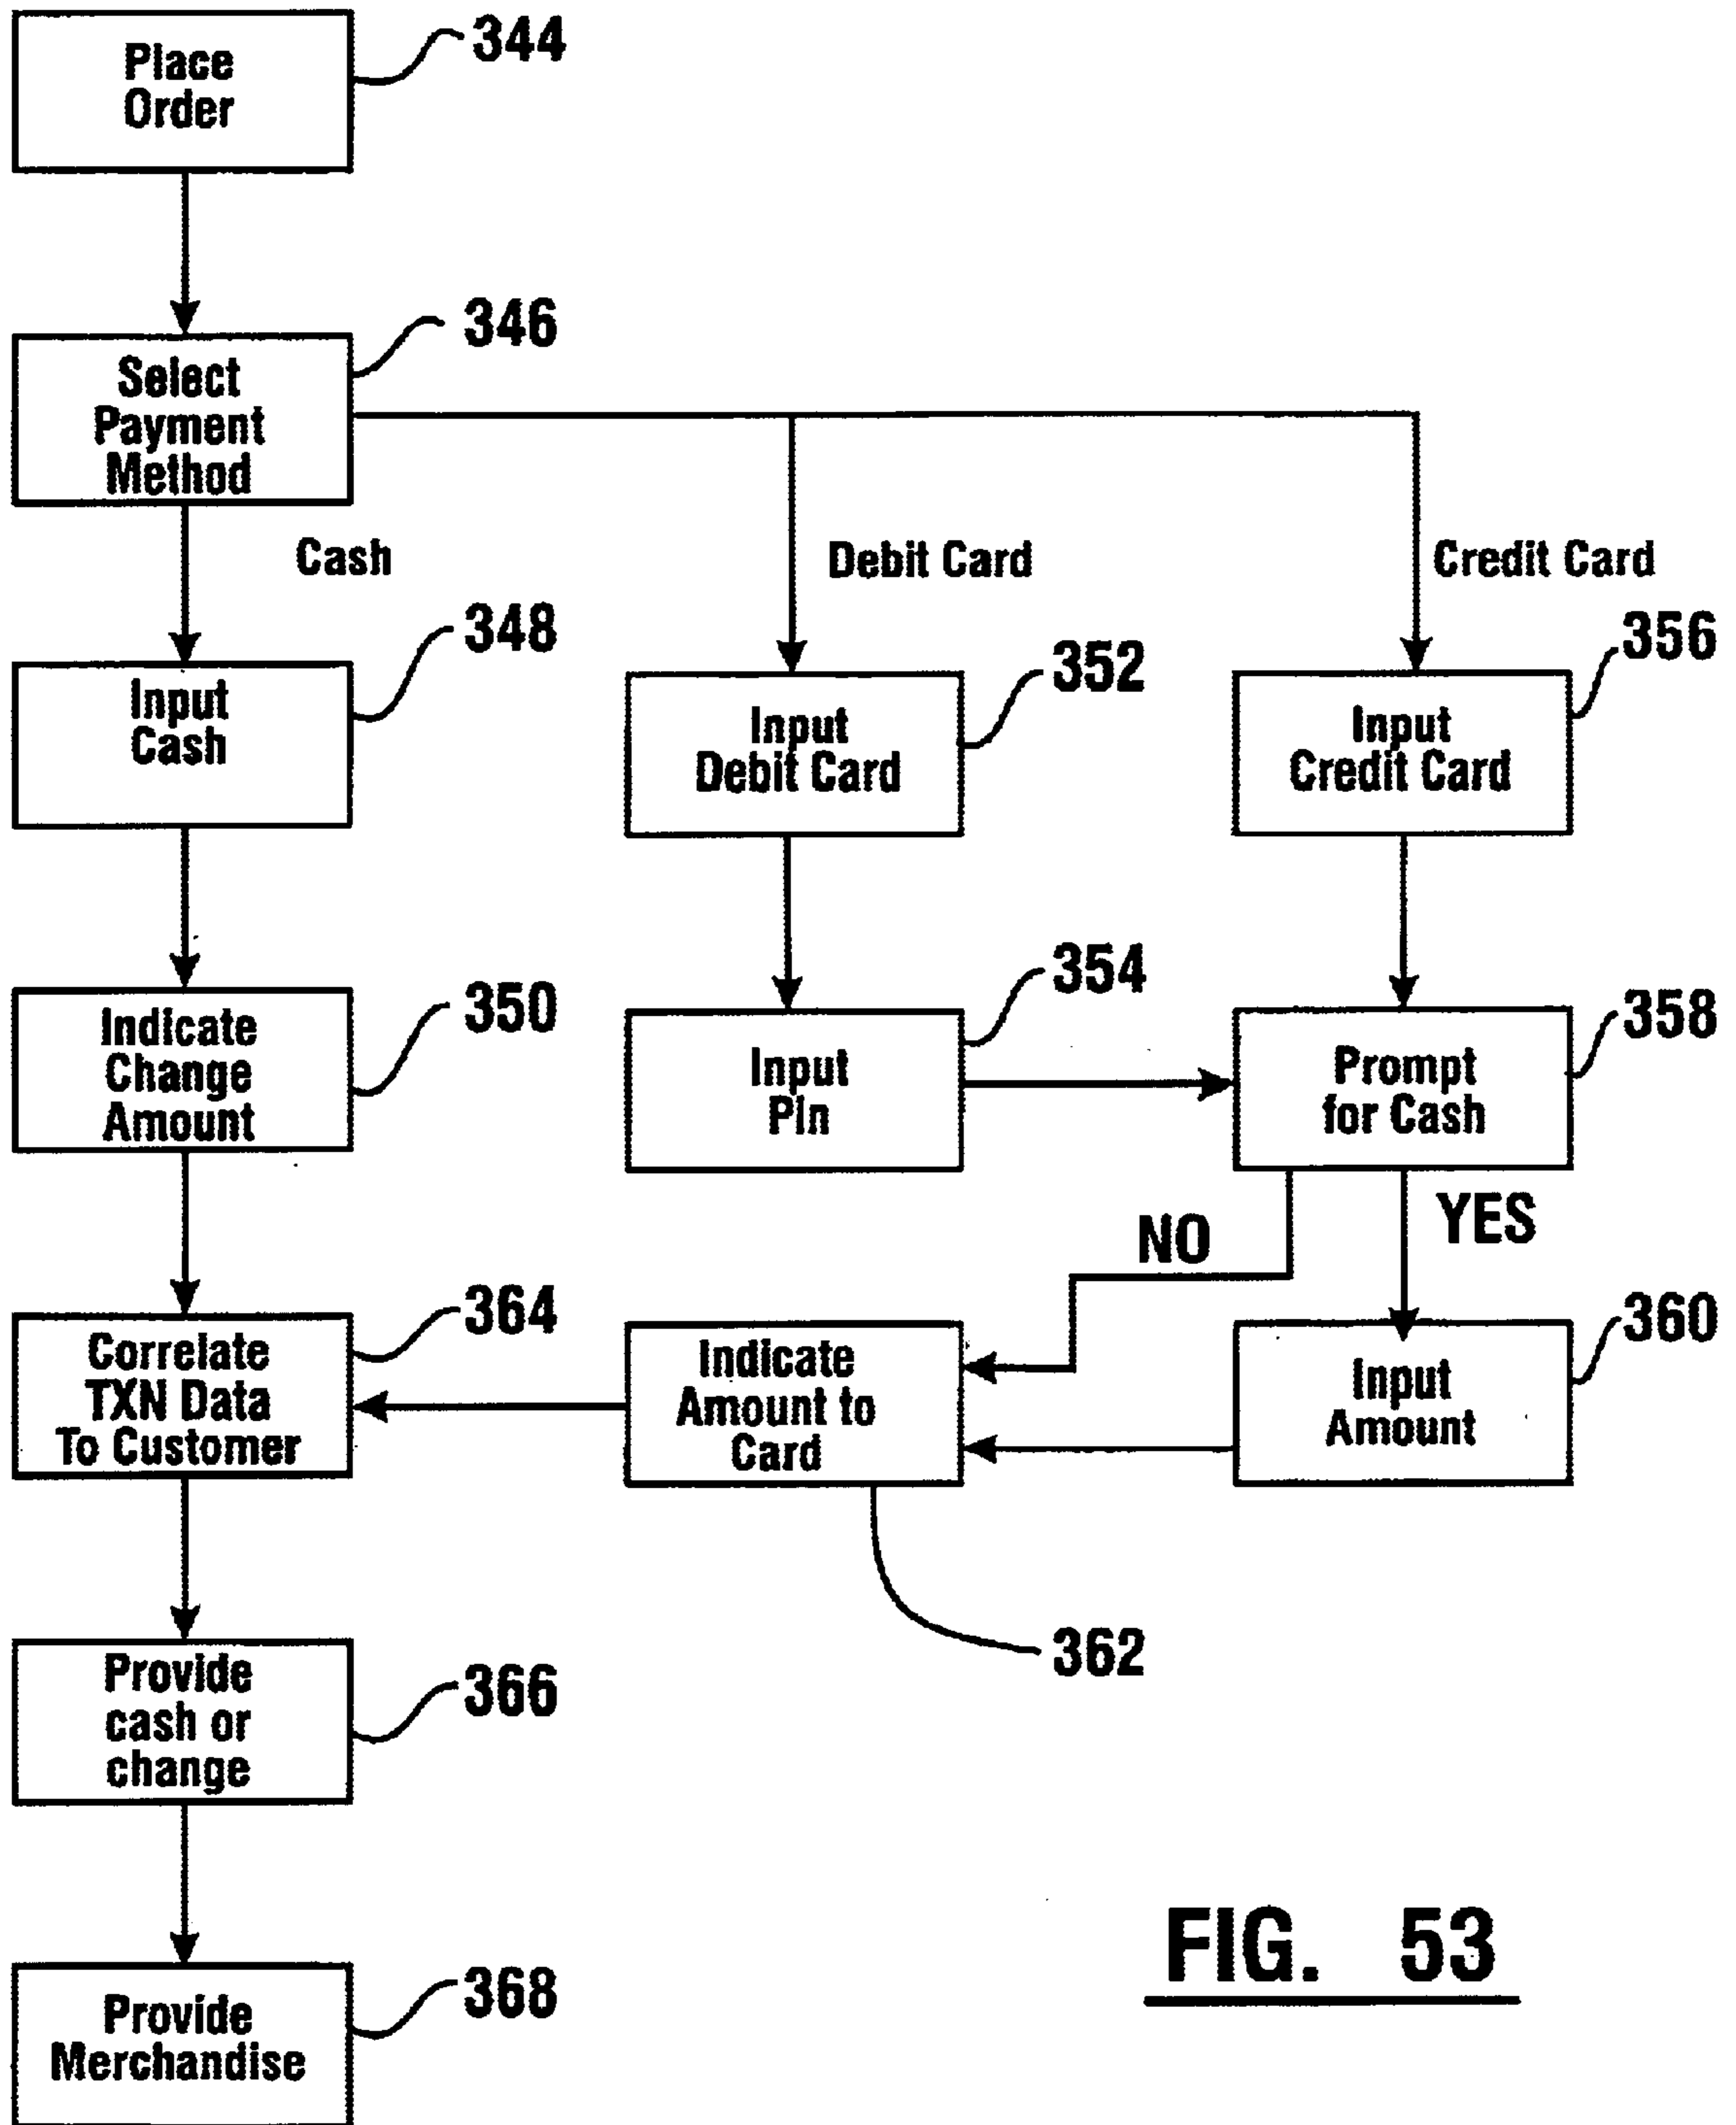 Place
Order
344
Select
Payment
Method
346
Cash
Debit Card
Credit Card
Input
Cash
348
Input
Debit Card
352
Input
Credit Card
356
Indicate
Change
Amount
350
Input
Pin
354
Prompt
for Cash
358
NO
YES
Correlate
TXN Data
To Customer
364
Indicate
Amount to
Card
362
Input
Amount
360
Provide
cash or
change
366
Provide
Merchandise
368
FIG. 53